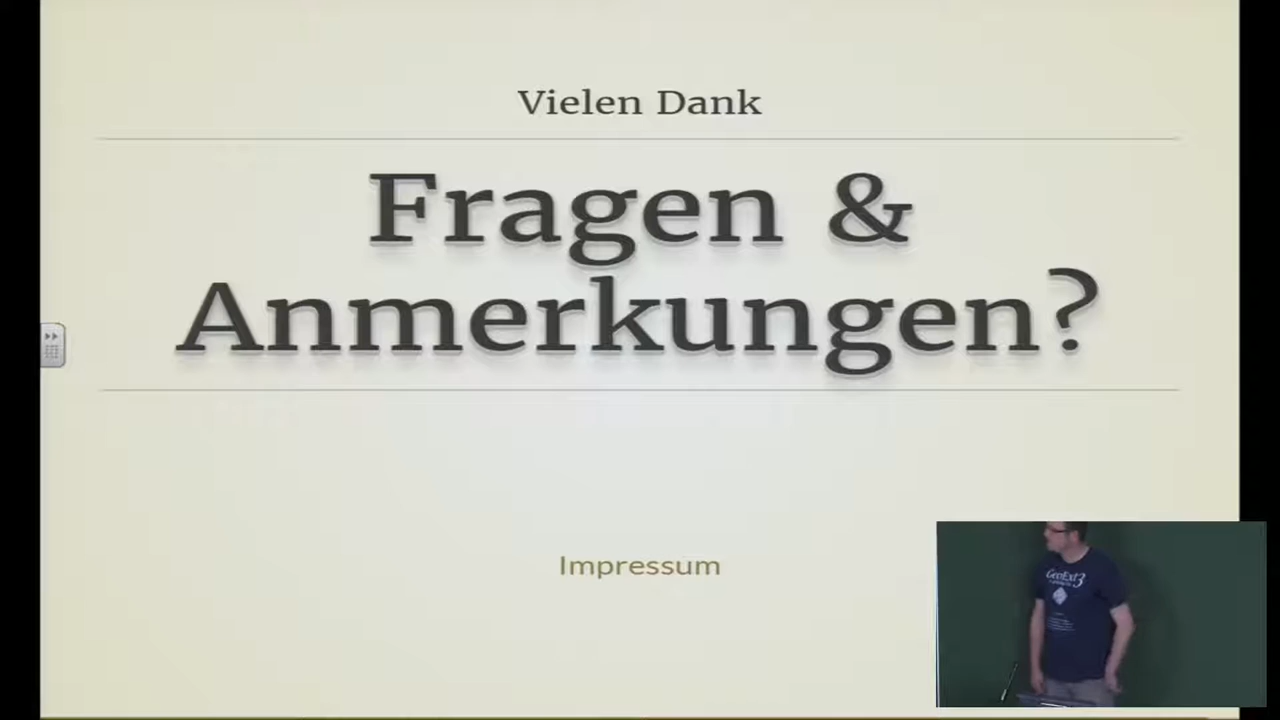 Vielen Dank
Fragen &
Anmerkungen?
Impressum
GeoExt3